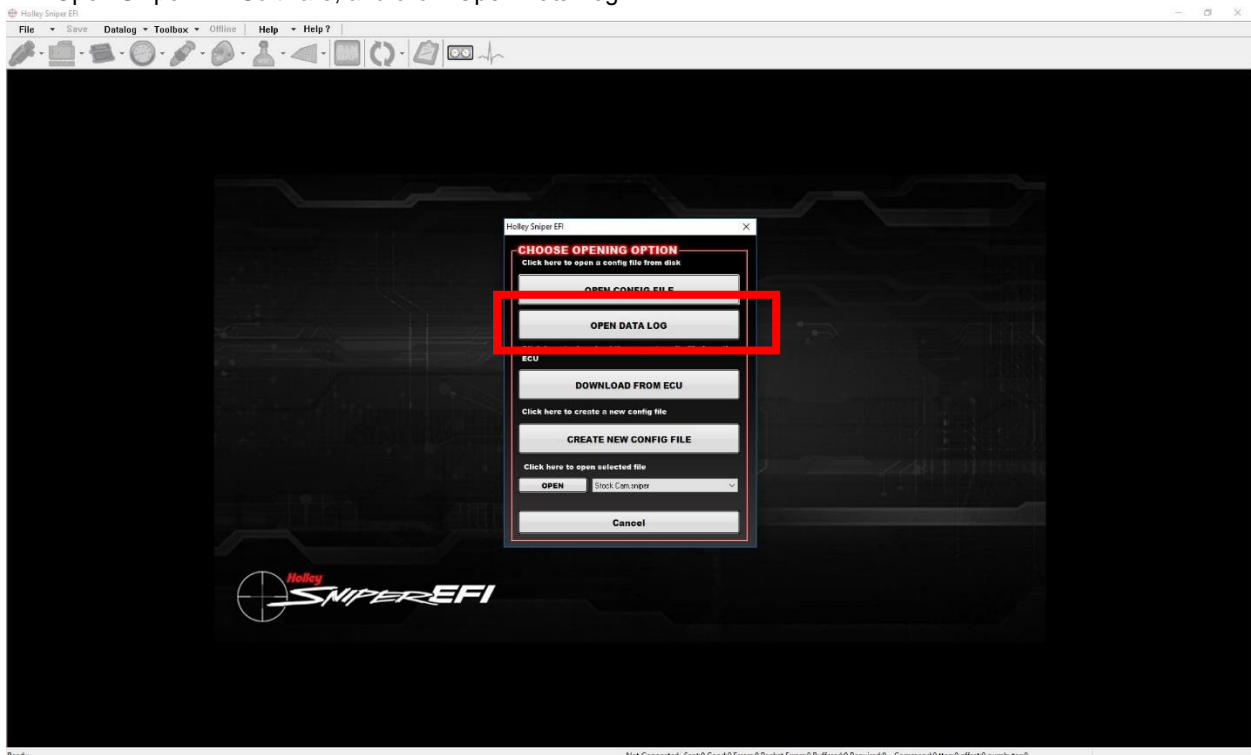 Holley Sniper EFI
File Save Datalog Toolbox Offline Help Help ?
Holley Sniper EFI
CHOOSE OPENING OPTION
Click here to open a config file from disk
OPEN CONFIG FILE
OPEN DATA LOG
ECU
DOWNLOAD FROM ECU
Click here to create a new config file
CREATE NEW CONFIG FILE
Click here to open selected file
OPEN Stock Cam.sniper
Cancel
Holley
SNIPER EFI